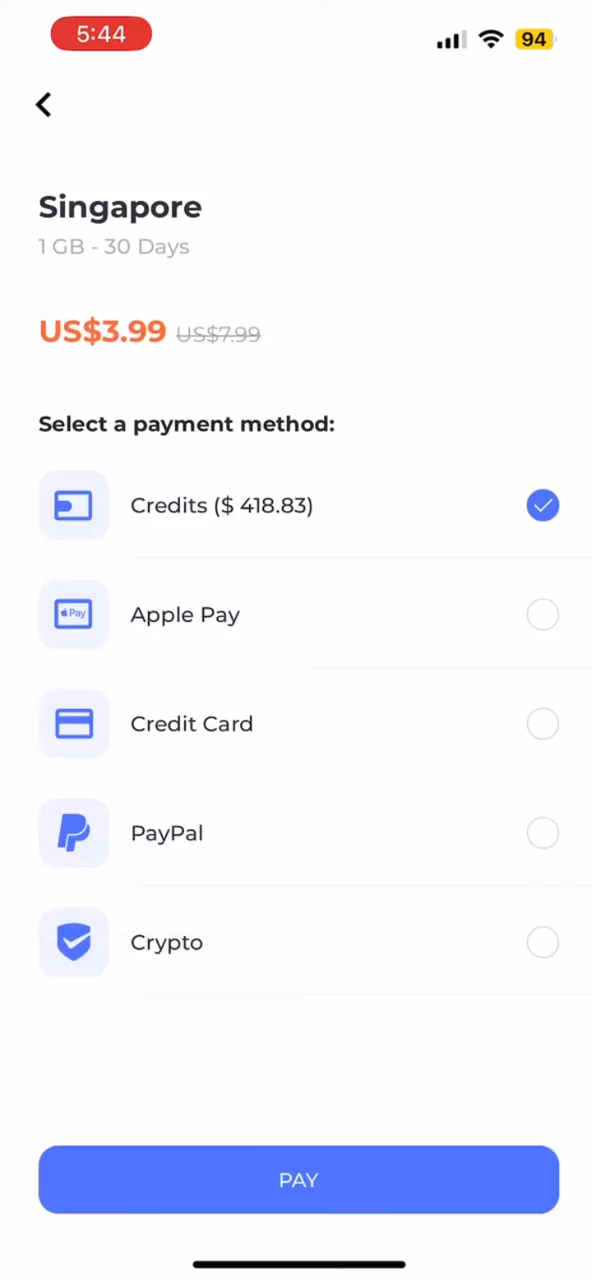 5:44
94
Singapore
1 GB - 30 Days
US$3.99 US$7.99
Select a payment method:
Credits ($ 418.83)
Pay
Apple Pay
Credit Card
PayPal
Crypto
PAY